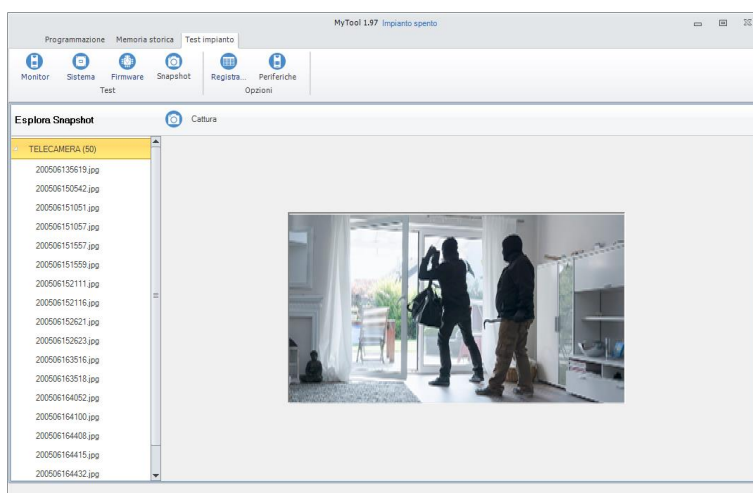 MyTool 1.97 Impianto spento
Programmazione Memoria storica Test impianto
Monitor Sistema Firmware Snapshot Registra... Periferiche
Test Opzioni
Esplora Snapshot Cattura
TELECAMERA (50)
200506135619.jpg
200506150542.jpg
200506151051.jpg
200506151057.jpg
200506151557.jpg
200506151559.jpg
200506152111.jpg
200506152116.jpg
200506152621.jpg
200506152623.jpg
200506163516.jpg
200506163518.jpg
200506164052.jpg
200506164100.jpg
200506164408.jpg
200506164415.jpg
200506164432.jpg